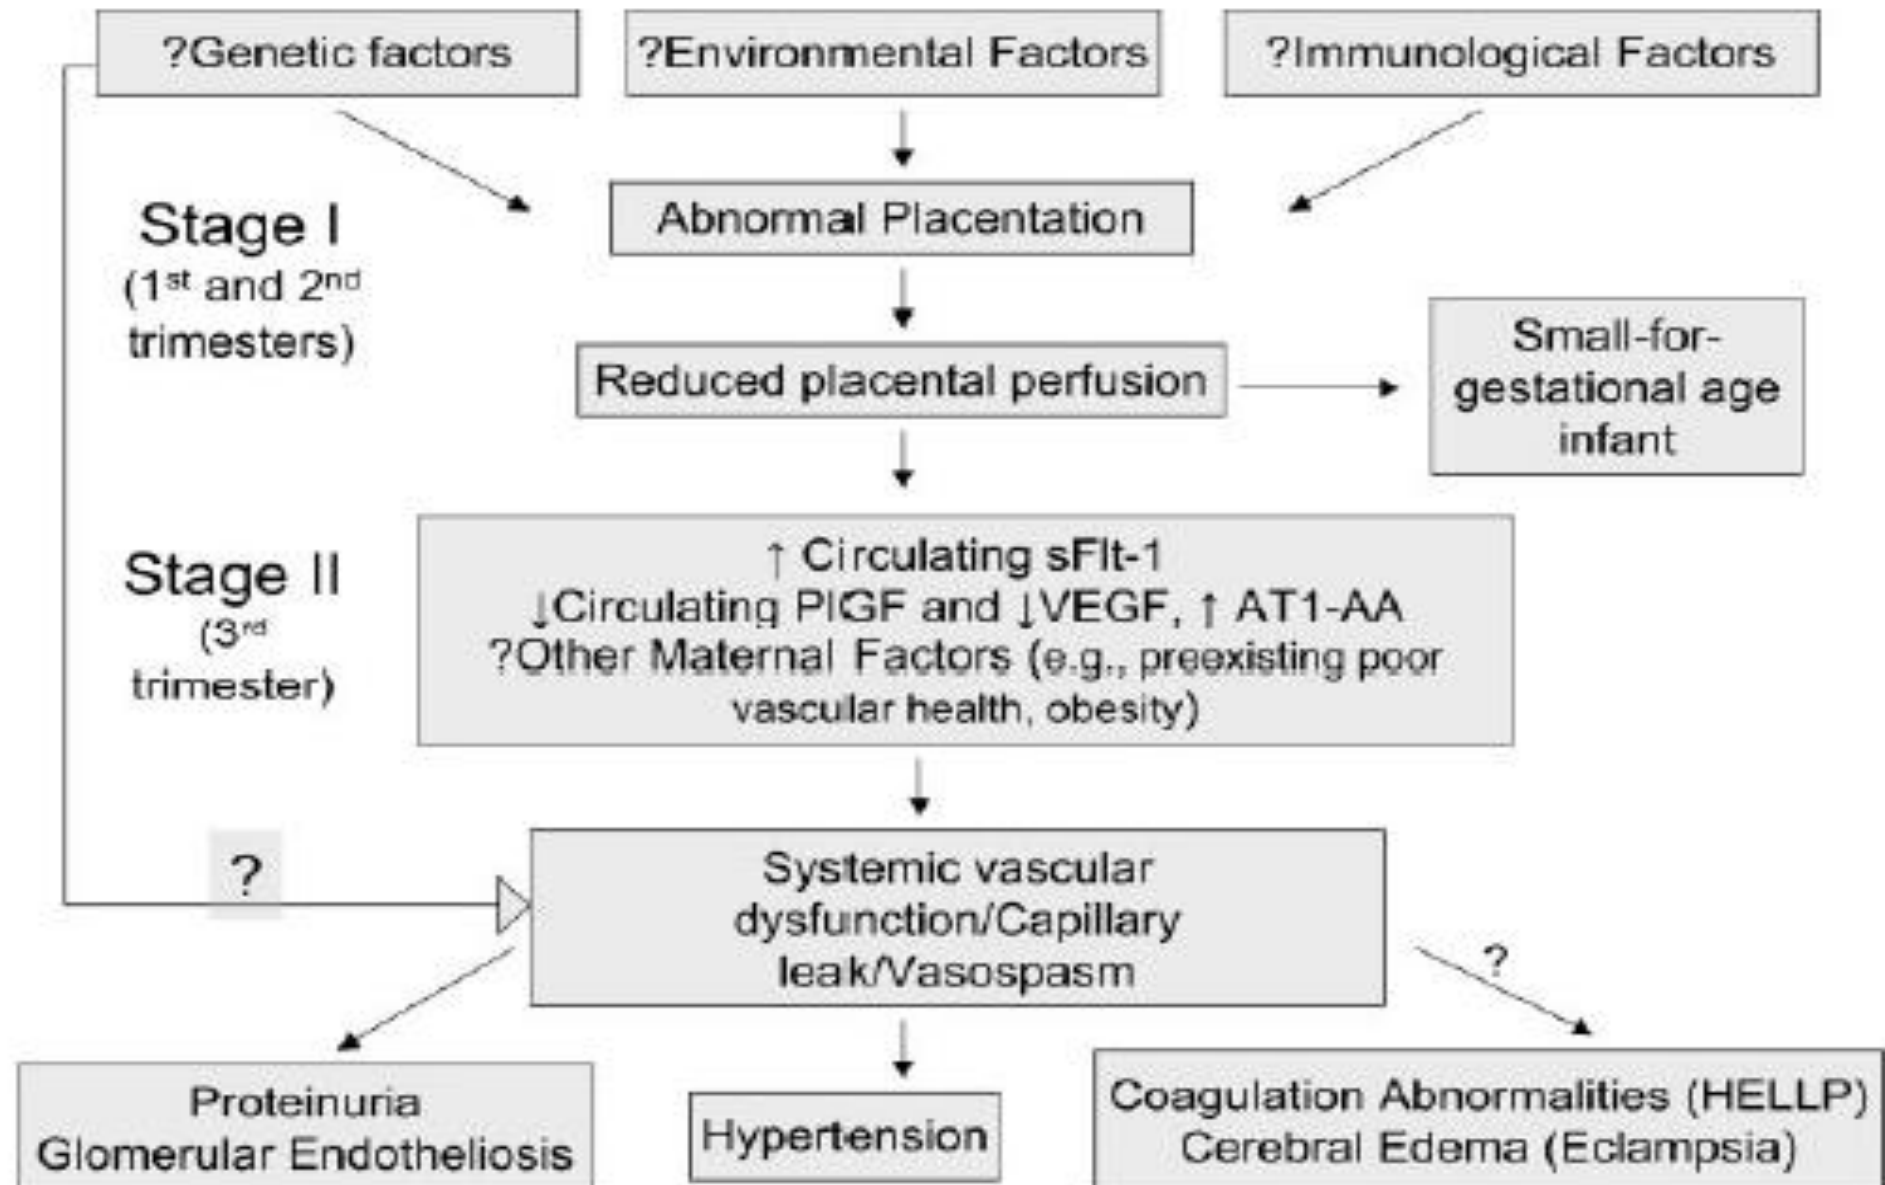 ?Genetic factors
?Environmental Factors
?Immunological Factors
Stage I
(1st and 2nd
trimesters)
Abnormal Placentation
Reduced placental perfusion
Small-for-
gestational age
infant
Stage II
(3rd
trimester)
↑ Circulating sFlt-1
↓Circulating PlGF and ↓VEGF, ↑ AT1-AA
?Other Maternal Factors (e.g., preexisting poor
vascular health, obesity)
?
Systemic vascular
dysfunction/Capillary
leak/Vasospasm
?
Proteinuria
Glomerular Endotheliosis
Hypertension
Coagulation Abnormalities (HELLP)
Cerebral Edema (Eclampsia)